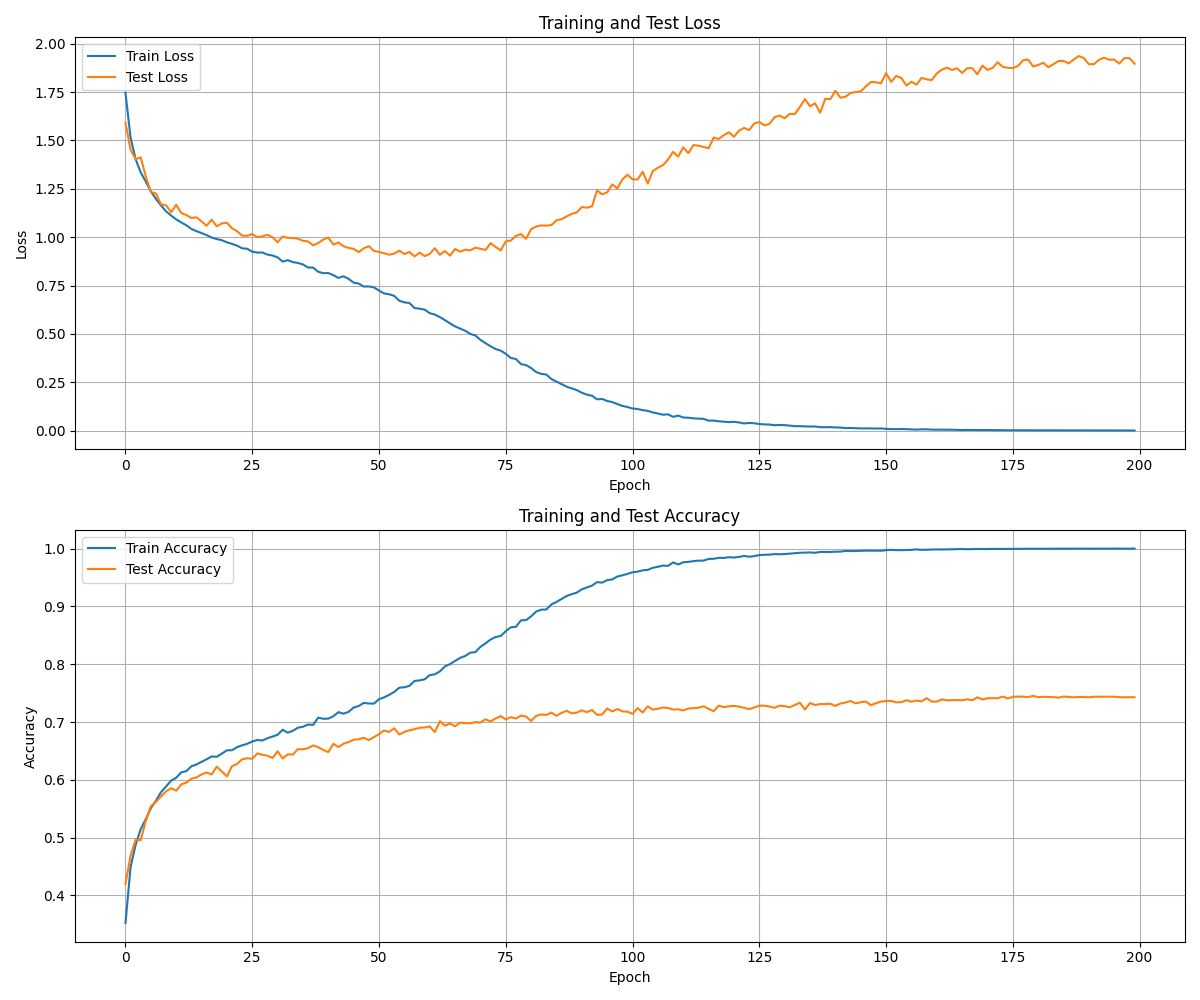 Training and Test Loss
Train Loss
Test Loss
2.00
1.75
1.50
1.25
1.00
0.75
0.50
0.25
0.00
Loss
0 25 50 75 100 125 150 175 200
Epoch
Training and Test Accuracy
Train Accuracy
Test Accuracy
1.0
0.9
0.8
0.7
0.6
0.5
0.4
Accuracy
0 25 50 75 100 125 150 175 200
Epoch